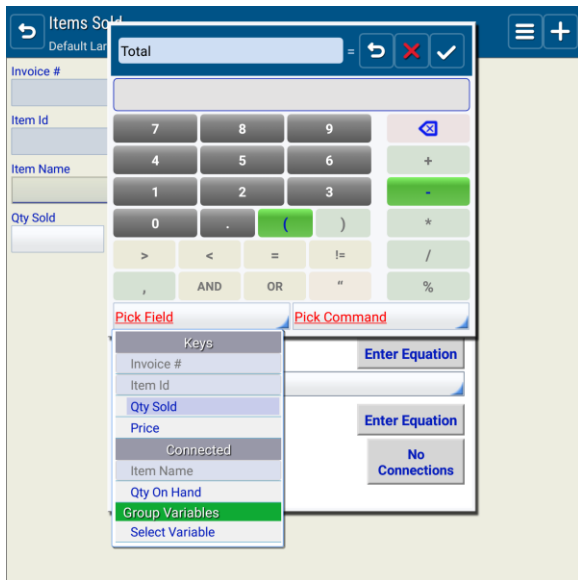 Items So
Default Lar
Total =
Invoice #
Item Id
Item Name
Qty Sold
7 8 9
4 5 6 +
1 2 3 -
0 . ( ) *
> < = != /
, AND OR “ %
Pick Field Pick Command
Keys
Invoice #
Item Id
Qty Sold
Price
Connected
Item Name
Qty On Hand
Group Variables
Select Variable
Enter Equation
Enter Equation
No
Connections